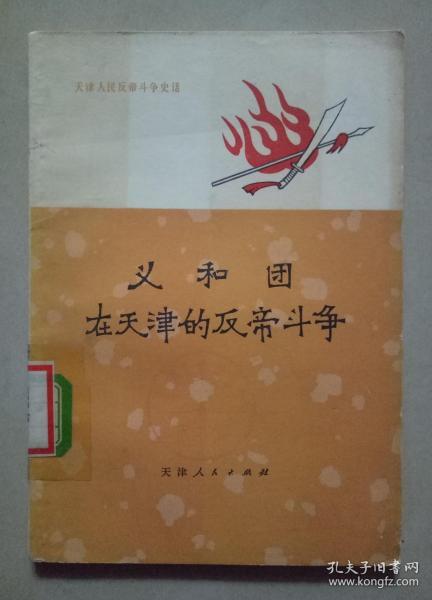 天津人民反帝斗争史话
义和团
在天津的反帝斗争
天津人民出版社
孔夫子旧书网
www.kongfz.com